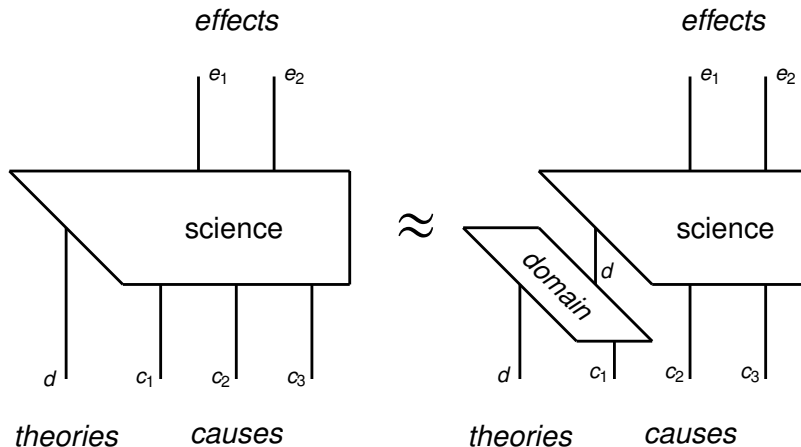 effects effects
e1 e2 e1 e2
science ≈ science
domain
d
d c1 c2 c3 d c1 c2 c3
theories causes theories causes